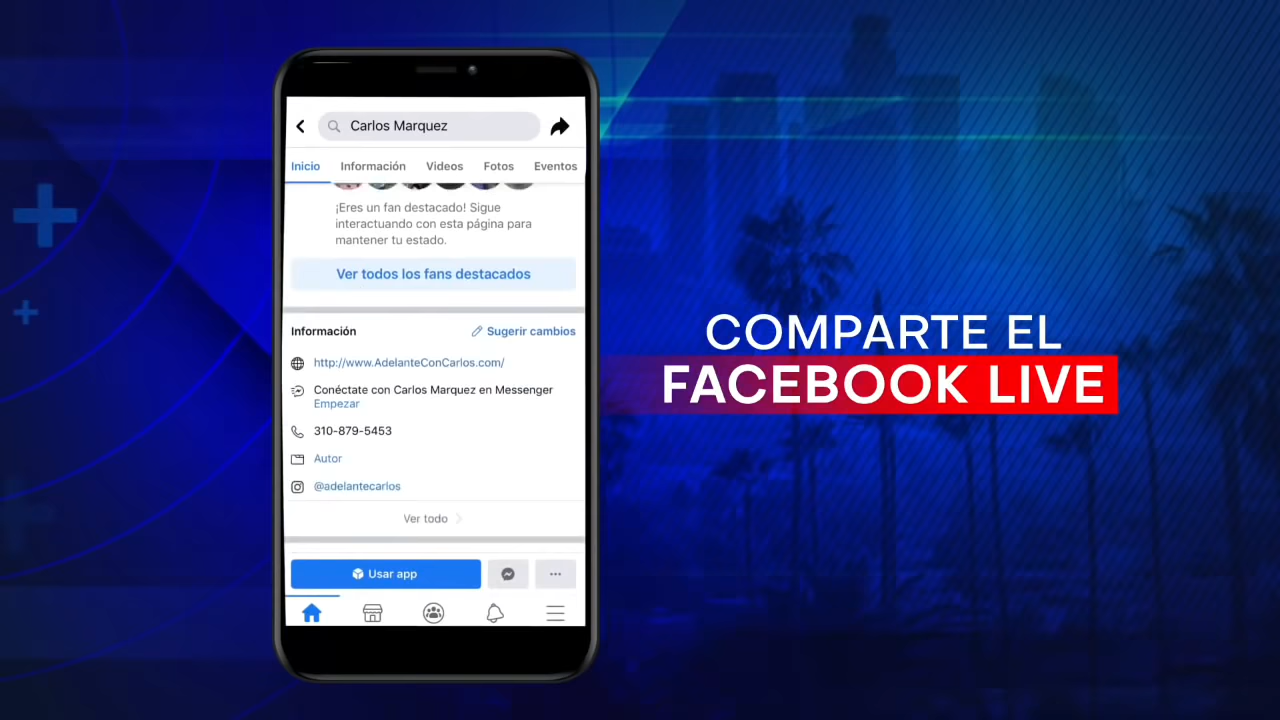 Carlos Marquez
Inicio Información Videos Fotos Eventos
¡Eres un fan destacado! Sigue
interactuando con esta página para
mantener tu estado.
Ver todos los fans destacados
Información Sugerir cambios
http://www.AdelanteConCarlos.com/
Conéctate con Carlos Marquez en Messenger
Empezar
310-879-5453
Autor
@adelantecarlos
Ver todo
Usar app
COMPARTE EL
FACEBOOK LIVE